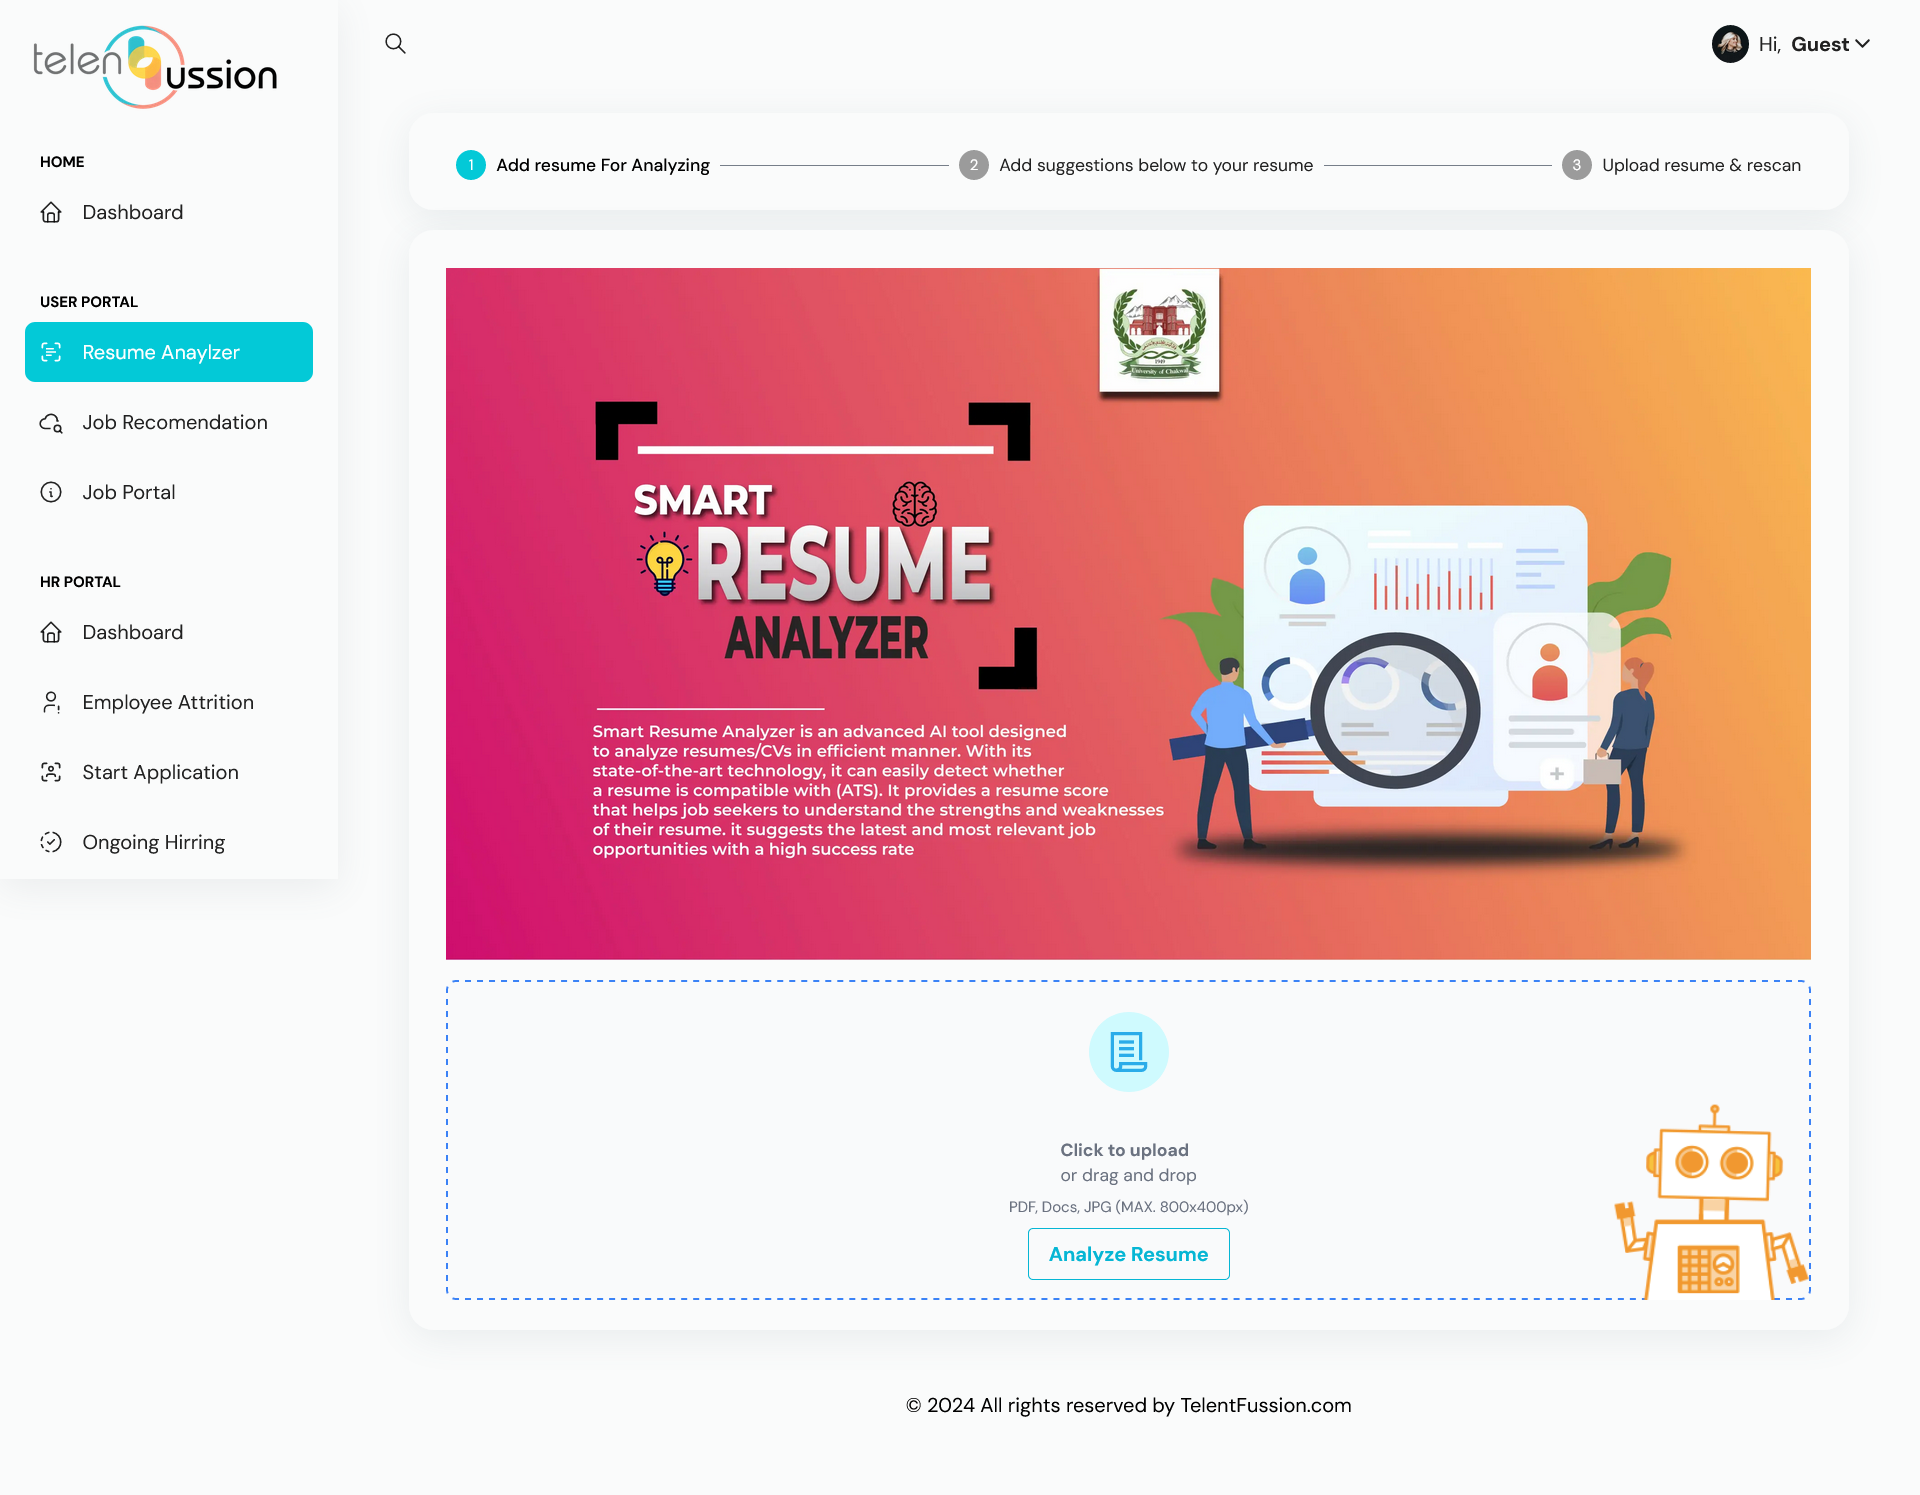 telen
ussion
Hi, Guest
HOME
Dashboard
USER PORTAL
Resume Anaylzer
Job Recomendation
Job Portal
HR PORTAL
Dashboard
Employee Attrition
Start Application
Ongoing Hirring
1 Add resume For Analyzing
2 Add suggestions below to your resume
3 Upload resume & rescan
1949
University of Chakwal
SMART
RESUME
ANALYZER
Smart Resume Analyzer is an advanced AI tool designed
to analyze resumes/CVs in efficient manner. With its
state-of-the-art technology, it can easily detect whether
a resume is compatible with (ATS). It provides a resume score
that helps job seekers to understand the strengths and weaknesses
of their resume. it suggests the latest and most relevant job
opportunities with a high success rate
Click to upload
or drag and drop
PDF, Docs, JPG (MAX. 800x400px)
Analyze Resume
© 2024 All rights reserved by TelentFussion.com